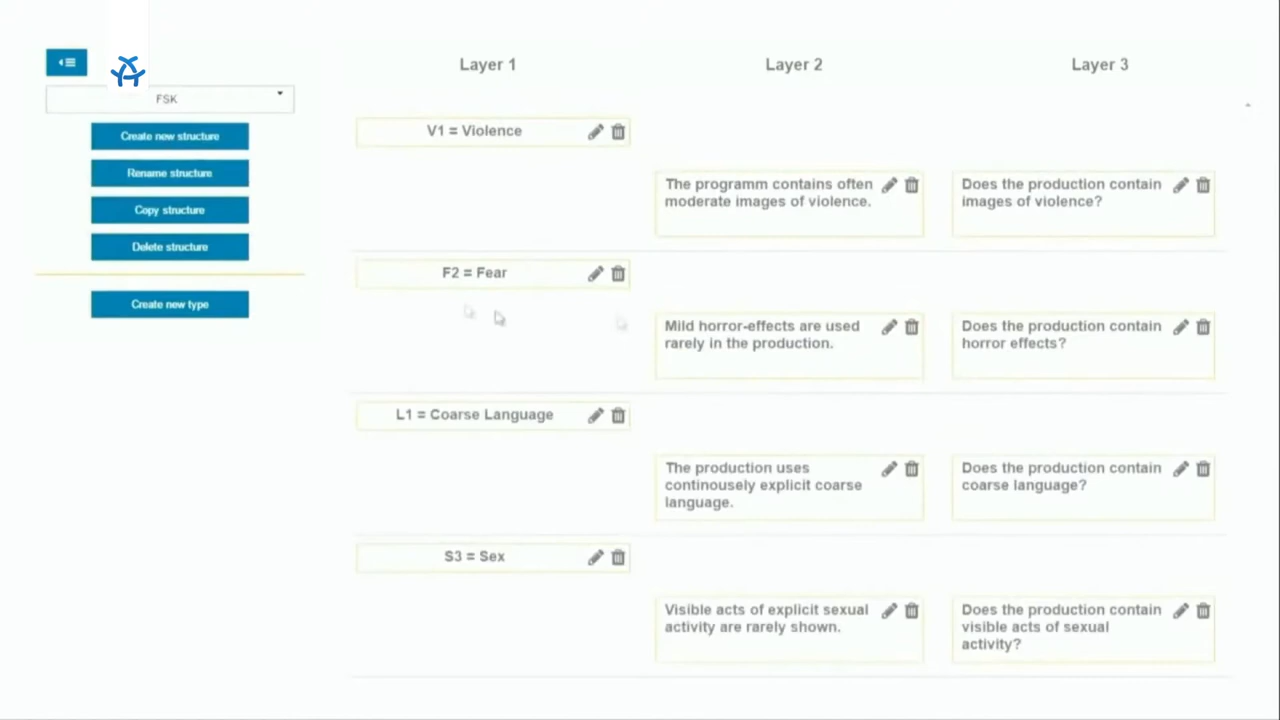 Layer 1
Layer 2
Layer 3
FSK
Create new structure
Rename structure
Copy structure
Delete structure
Create new type
V1 = Violence
The programm contains often
moderate images of violence.
Does the production contain
images of violence?
F2 = Fear
Mild horror-effects are used
rarely in the production.
Does the production contain
horror effects?
L1 = Coarse Language
The production uses
continousely explicit coarse
language.
Does the production contain
coarse language?
S3 = Sex
Visible acts of explicit sexual
activity are rarely shown.
Does the production contain
visible acts of sexual
activity?